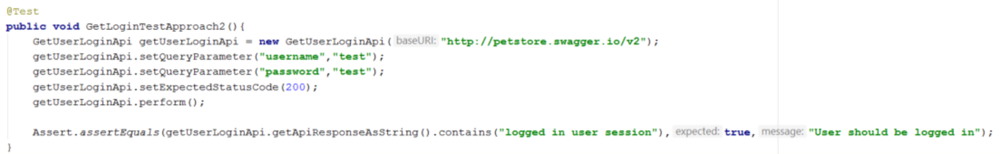 @Test
public void GetLoginTestApproach2(){
GetUserLoginApi getUserLoginApi = new GetUserLoginApi( baseURI: "http://petstore.swagger.io/v2");
getUserLoginApi.setQueryParameter("username","test");
getUserLoginApi.setQueryParameter("password","test");
getUserLoginApi.setExpectedStatusCode(200);
getUserLoginApi.perform();
Assert.assertEquals(getUserLoginApi.getApiResponseAsString().contains("logged in user session"), expected: true, message: "User should be logged in");
}